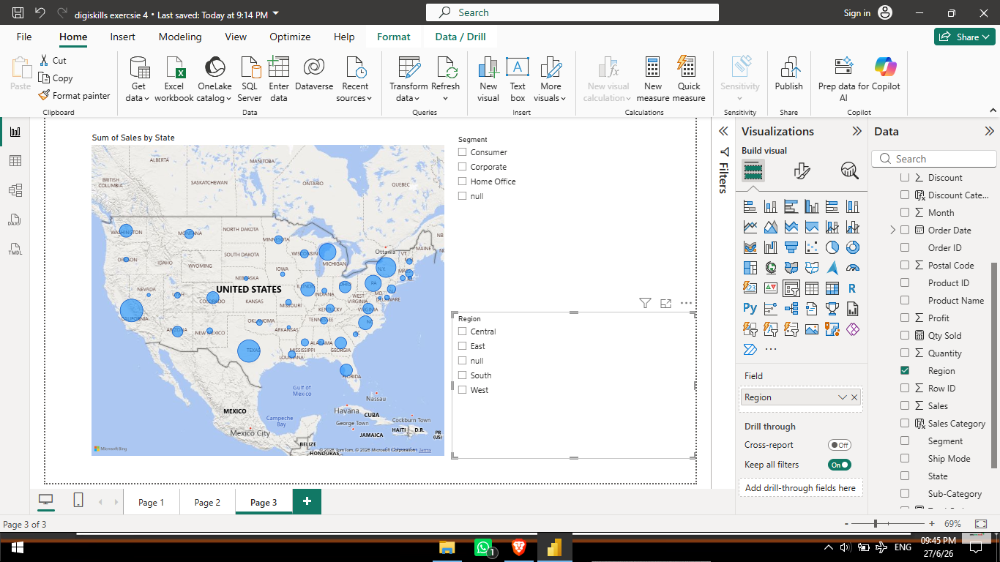 digiskills exercsie 4 • Last saved: Today at 9:14 PM
Search
Sign in
File
Home
Insert
Modeling
View
Optimize
Help
Format
Data / Drill
Share
Paste
Cut
Copy
Format painter
Clipboard
Get data
Excel workbook
OneLake catalog
SQL Server
Enter data
Dataverse
Recent sources
Data
Transform data
Refresh
Queries
New visual
Text box
More visuals
Insert
New visual calculation
New measure
Quick measure
Calculations
Sensitivity
Sensitivity
Publish
Share
Prep data for AI
Copilot
Copilot
DAX
TMDL
Sum of Sales by State
ALBERTA
MANITOBA
BRITISH COLUMBIA
SASKATCHEWAN
ONTARIO
QUEBEC
NB
WASHINGTON
MONTANA
NORTH DAKOTA
MINNESOTA
Ottawa
MAINE
OREGON
IDAHO
SOUTH DAKOTA
WISCONSIN
MICHIGAN
VT.
WYOMING
IOWA
NEBRASKA
PA
NEVADA
UTAH
UNITED STATES
INDIANA
COLORADO
KANSAS
MISSOURI
WEST VIRGINIA
DELAWARE
CALIFORNIA
KENTUCKY
OKLAHOMA
TENNESSEE
NC
ARIZONA
NEW MEXICO
ARKANSAS
TEXAS
MISSISSIPPI
ALABAMA
GEORGIA
LOUISIANA
FLORIDA
Gulf of Mexico
Nassau
MEXICO
Havana
CUBA
Campeche Bay
George Town
Cockburn Town
Mexico City
JAMAICA
HAITI
D.R.
PR (US)
BELIZE
HONDURAS
Microsoft Bing
© 2026 TomTom, © 2026 Microsoft Corporation
Terms
Segment
Consumer
Corporate
Home Office
null
Region
Central
East
null
South
West
Filters
Visualizations
Build visual
R
Py
123
Field
Region
Drill through
Cross-report
Off
Keep all filters
On
Add drill-through fields here
Data
Search
Discount
Discount Cate...
Month
Order Date
Order ID
Postal Code
Product ID
Product Name
Profit
Qty Sold
Quantity
Region
Row ID
Sales
Sales Category
Segment
Ship Mode
State
Sub-Category
Page 1
Page 2
Page 3
Page 3 of 3
69%
1
ENG
09:45 PM
27/6/26